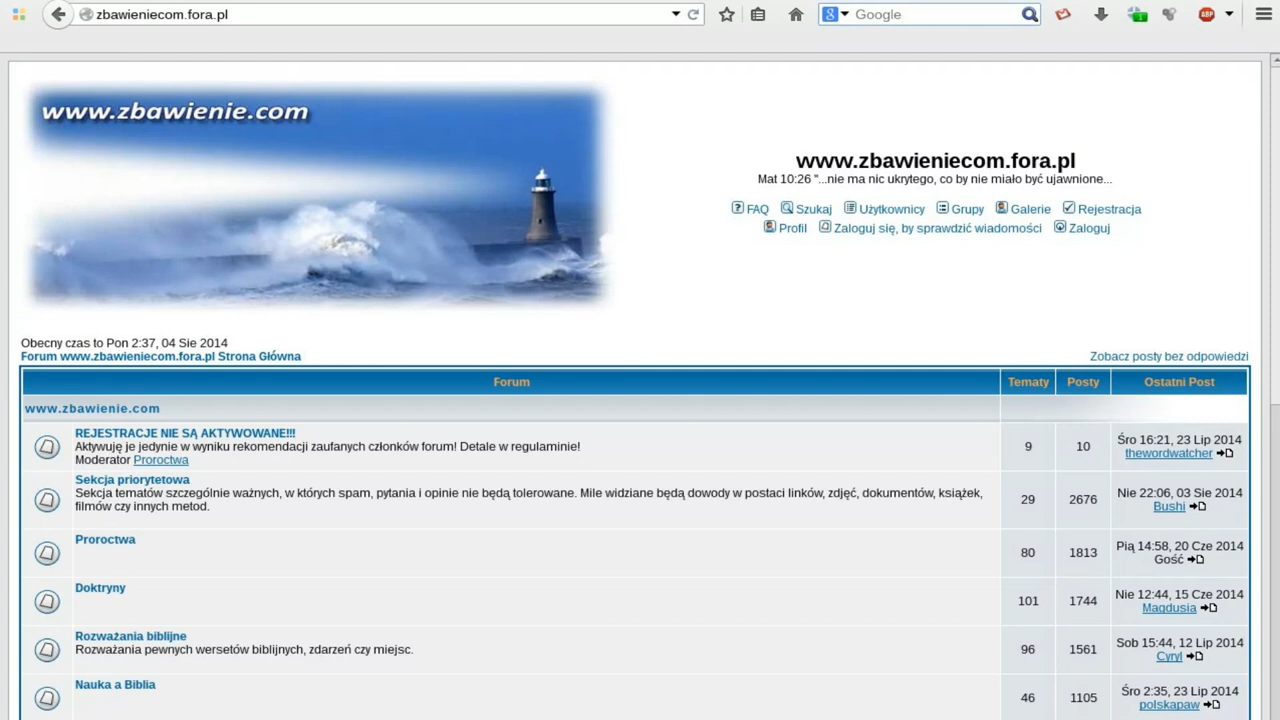 zbawieniecom.fora.pl
Google
ABP
www.zbawienie.com
www.zbawieniecom.fora.pl
Mat 10:26 "...nie ma nic ukrytego, co by nie miało być ujawnione...
FAQ Szukaj Użytkownicy Grupy Galerie Rejestracja
Profil Zaloguj się, by sprawdzić wiadomości Zaloguj
Obecny czas to Pon 2:37, 04 Sie 2014
Forum www.zbawieniecom.fora.pl Strona Główna
Zobacz posty bez odpowiedzi
Forum Tematy Posty Ostatni Post
www.zbawienie.com
REJESTRACJE NIE SĄ AKTYWOWANE!!!
Aktywuję je jedynie w wyniku rekomendacji zaufanych członków forum! Detale w regulaminie!
Moderator Proroctwa
9 10 Śro 16:21, 23 Lip 2014
thewordwatcher
Sekcja priorytetowa
Sekcja tematów szczególnie ważnych, w których spam, pytania i opinie nie będą tolerowane. Mile widziane będą dowody w postaci linków, zdjęć, dokumentów, książek,
filmów czy innych metod.
29 2676 Nie 22:06, 03 Sie 2014
Bushi
Proroctwa
80 1813 Pią 14:58, 20 Cze 2014
Gość
Doktryny
101 1744 Nie 12:44, 15 Cze 2014
Magdusia
Rozważania biblijne
Rozważania pewnych wersetów biblijnych, zdarzeń czy miejsc.
96 1561 Sob 15:44, 12 Lip 2014
Cyryl
Nauka a Biblia
46 1105 Śro 2:35, 23 Lip 2014
polskapaw